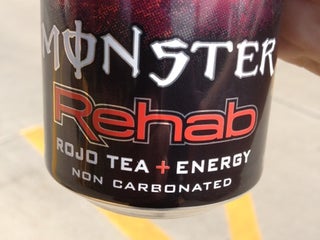 MONSTER
Rehab
ROJO TEA + ENERGY
NON CARBONATED